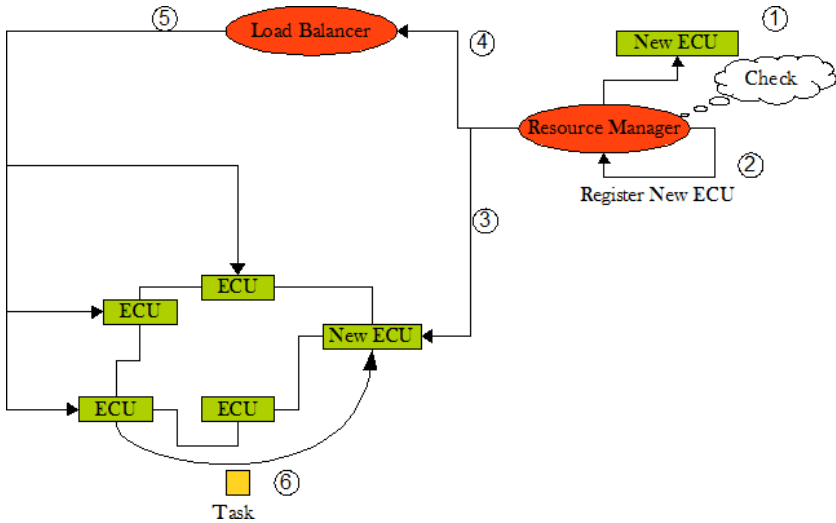 5
Load Balancer
4
1
New ECU
Check
Resource Manager
2
Register New ECU
3
ECU
ECU
New ECU
ECU
ECU
6
Task